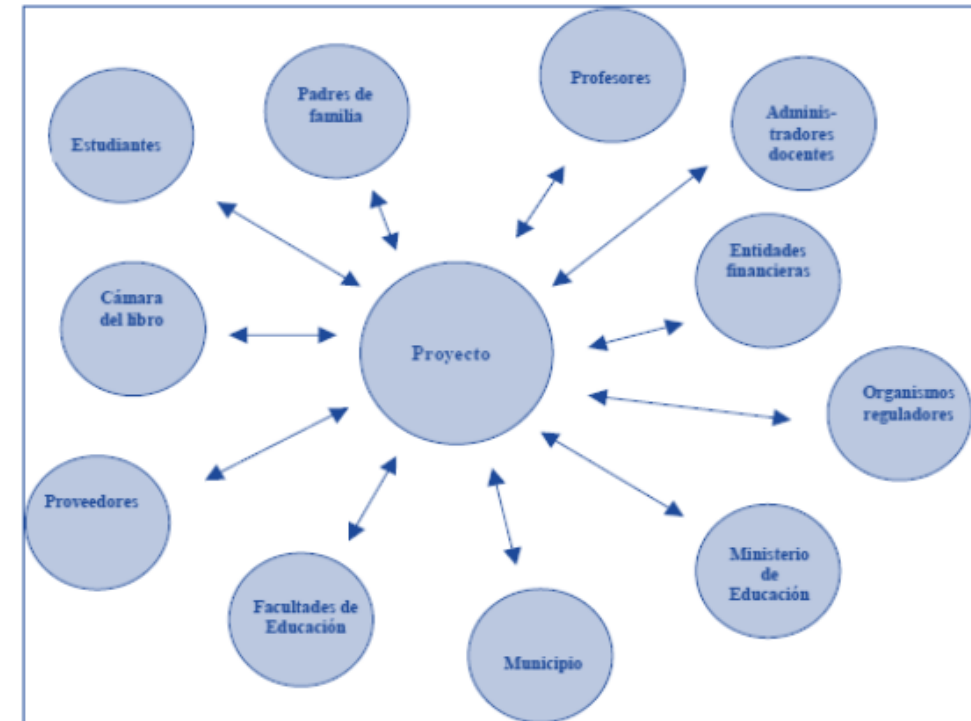 Profesores
Padres de
familia
Adminis-
tradores
docentes
Estudiantes
Entidades
financieras
Cámara
del libro
Proyecto
Organismos
reguladores
Proveedores
Ministerio
de
Educación
Facultades de
Educación
Municipio